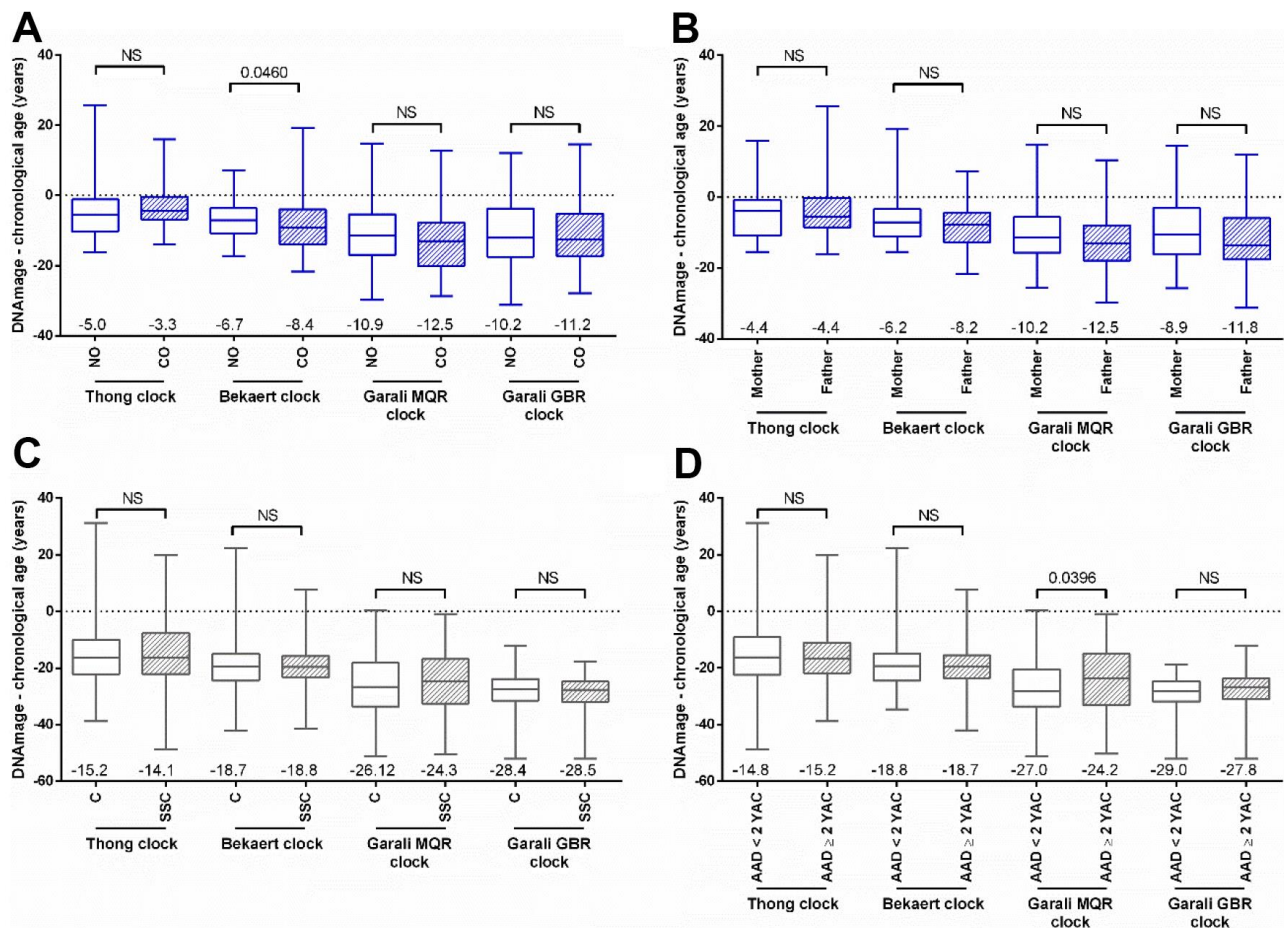 A
DNAmage - chronological age (years)
40
20
0
-20
-40
NS
0.0460
NS
NS
-5.0 -3.3 -6.7 -8.4 -10.9 -12.5 -10.2 -11.2
NO CO NO CO NO CO NO CO
Thong clock Bekaert clock Garali MQR Garali GBR
clock clock
B
DNAmage - chronological age (years)
40
20
0
-20
-40
NS
NS
NS
NS
-4.4 -4.4 -6.2 -8.2 -10.2 -12.5 -8.9 -11.8
Mother Father Mother Father Mother Father Mother Father
Thong clock Bekaert clock Garali MQR Garali GBR
clock clock
C
DNAmage - chronological age (years)
40
20
0
-20
-40
-60
NS
NS
NS
NS
-15.2 -14.1 -18.7 -18.8 -26.12 -24.3 -28.4 -28.5
C SSC C SSC C SSC C SSC
Thong clock Bekaert clock Garali MQR Garali GBR
clock clock
D
DNAmage - chronological age (years)
40
20
0
-20
-40
-60
NS
NS
0.0396
NS
-14.8 -15.2 -18.8 -18.7 -27.0 -24.2 -29.0 -27.8
AAD < 2 YAC AAD ≥ 2 YAC AAD < 2 YAC AAD ≥ 2 YAC AAD < 2 YAC AAD ≥ 2 YAC AAD < 2 YAC AAD ≥ 2 YAC
Thong clock Bekaert clock Garali MQR Garali GBR
clock clock